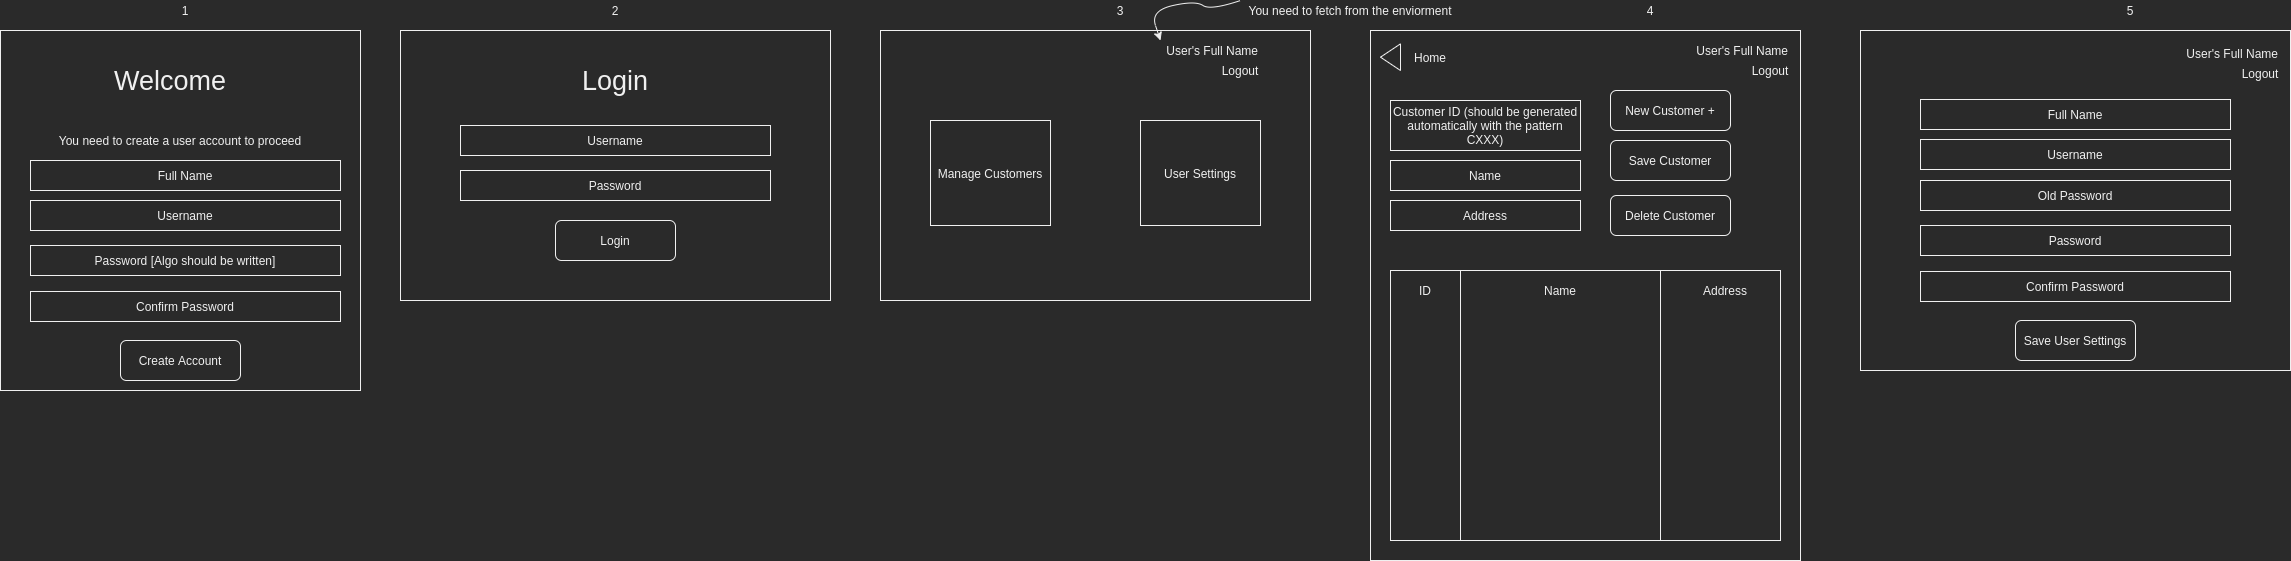 1
2
3
You need to fetch from the enviorment
4
5
Welcome
You need to create a user account to proceed
Full Name
Username
Password [Algo should be written]
Confirm Password
Create Account
Login
Username
Password
Login
User's Full Name
Logout
Manage Customers
User Settings
Home
User's Full Name
Logout
Customer ID (should be generated
automatically with the pattern
CXXX)
Name
Address
New Customer +
Save Customer
Delete Customer
ID
Name
Address
User's Full Name
Logout
Full Name
Username
Old Password
Password
Confirm Password
Save User Settings